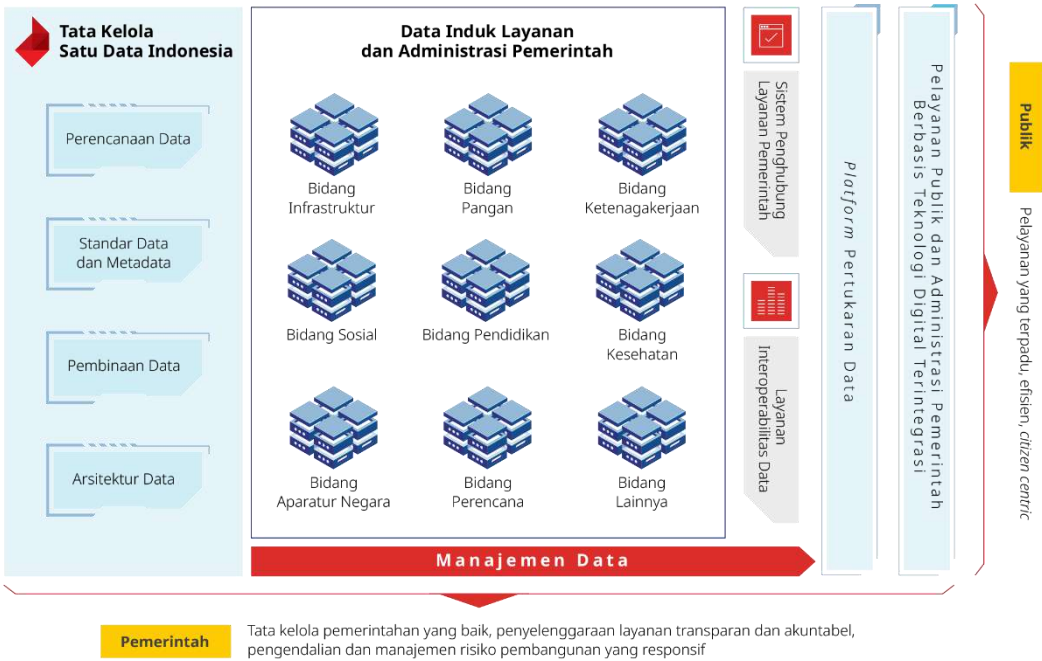 Tata Kelola
Satu Data Indonesia
Perencanaan Data
Standar Data
dan Metadata
Pembinaan Data
Arsitektur Data
Data Induk Layanan
dan Administrasi Pemerintah
Bidang
Infrastruktur
Bidang
Pangan
Bidang
Ketenagakerjaan
Bidang Sosial
Bidang Pendidikan
Bidang
Kesehatan
Bidang
Aparatur Negara
Bidang
Perencana
Bidang
Lainnya
Manajemen Data
Sistem Penghubung
Layanan Pemerintah
Layanan
Interoperabilitas Data
Platform Pertukaran Data
Pelayanan Publik dan Administrasi Pemerintah
Berbasis Teknologi Digital Terintegrasi
Publik
Pelayanan yang terpadu, efisien, citizen centric
Pemerintah
Tata kelola pemerintahan yang baik, penyelenggaraan layanan transparan dan akuntabel,
pengendalian dan manajemen risiko pembangunan yang responsif